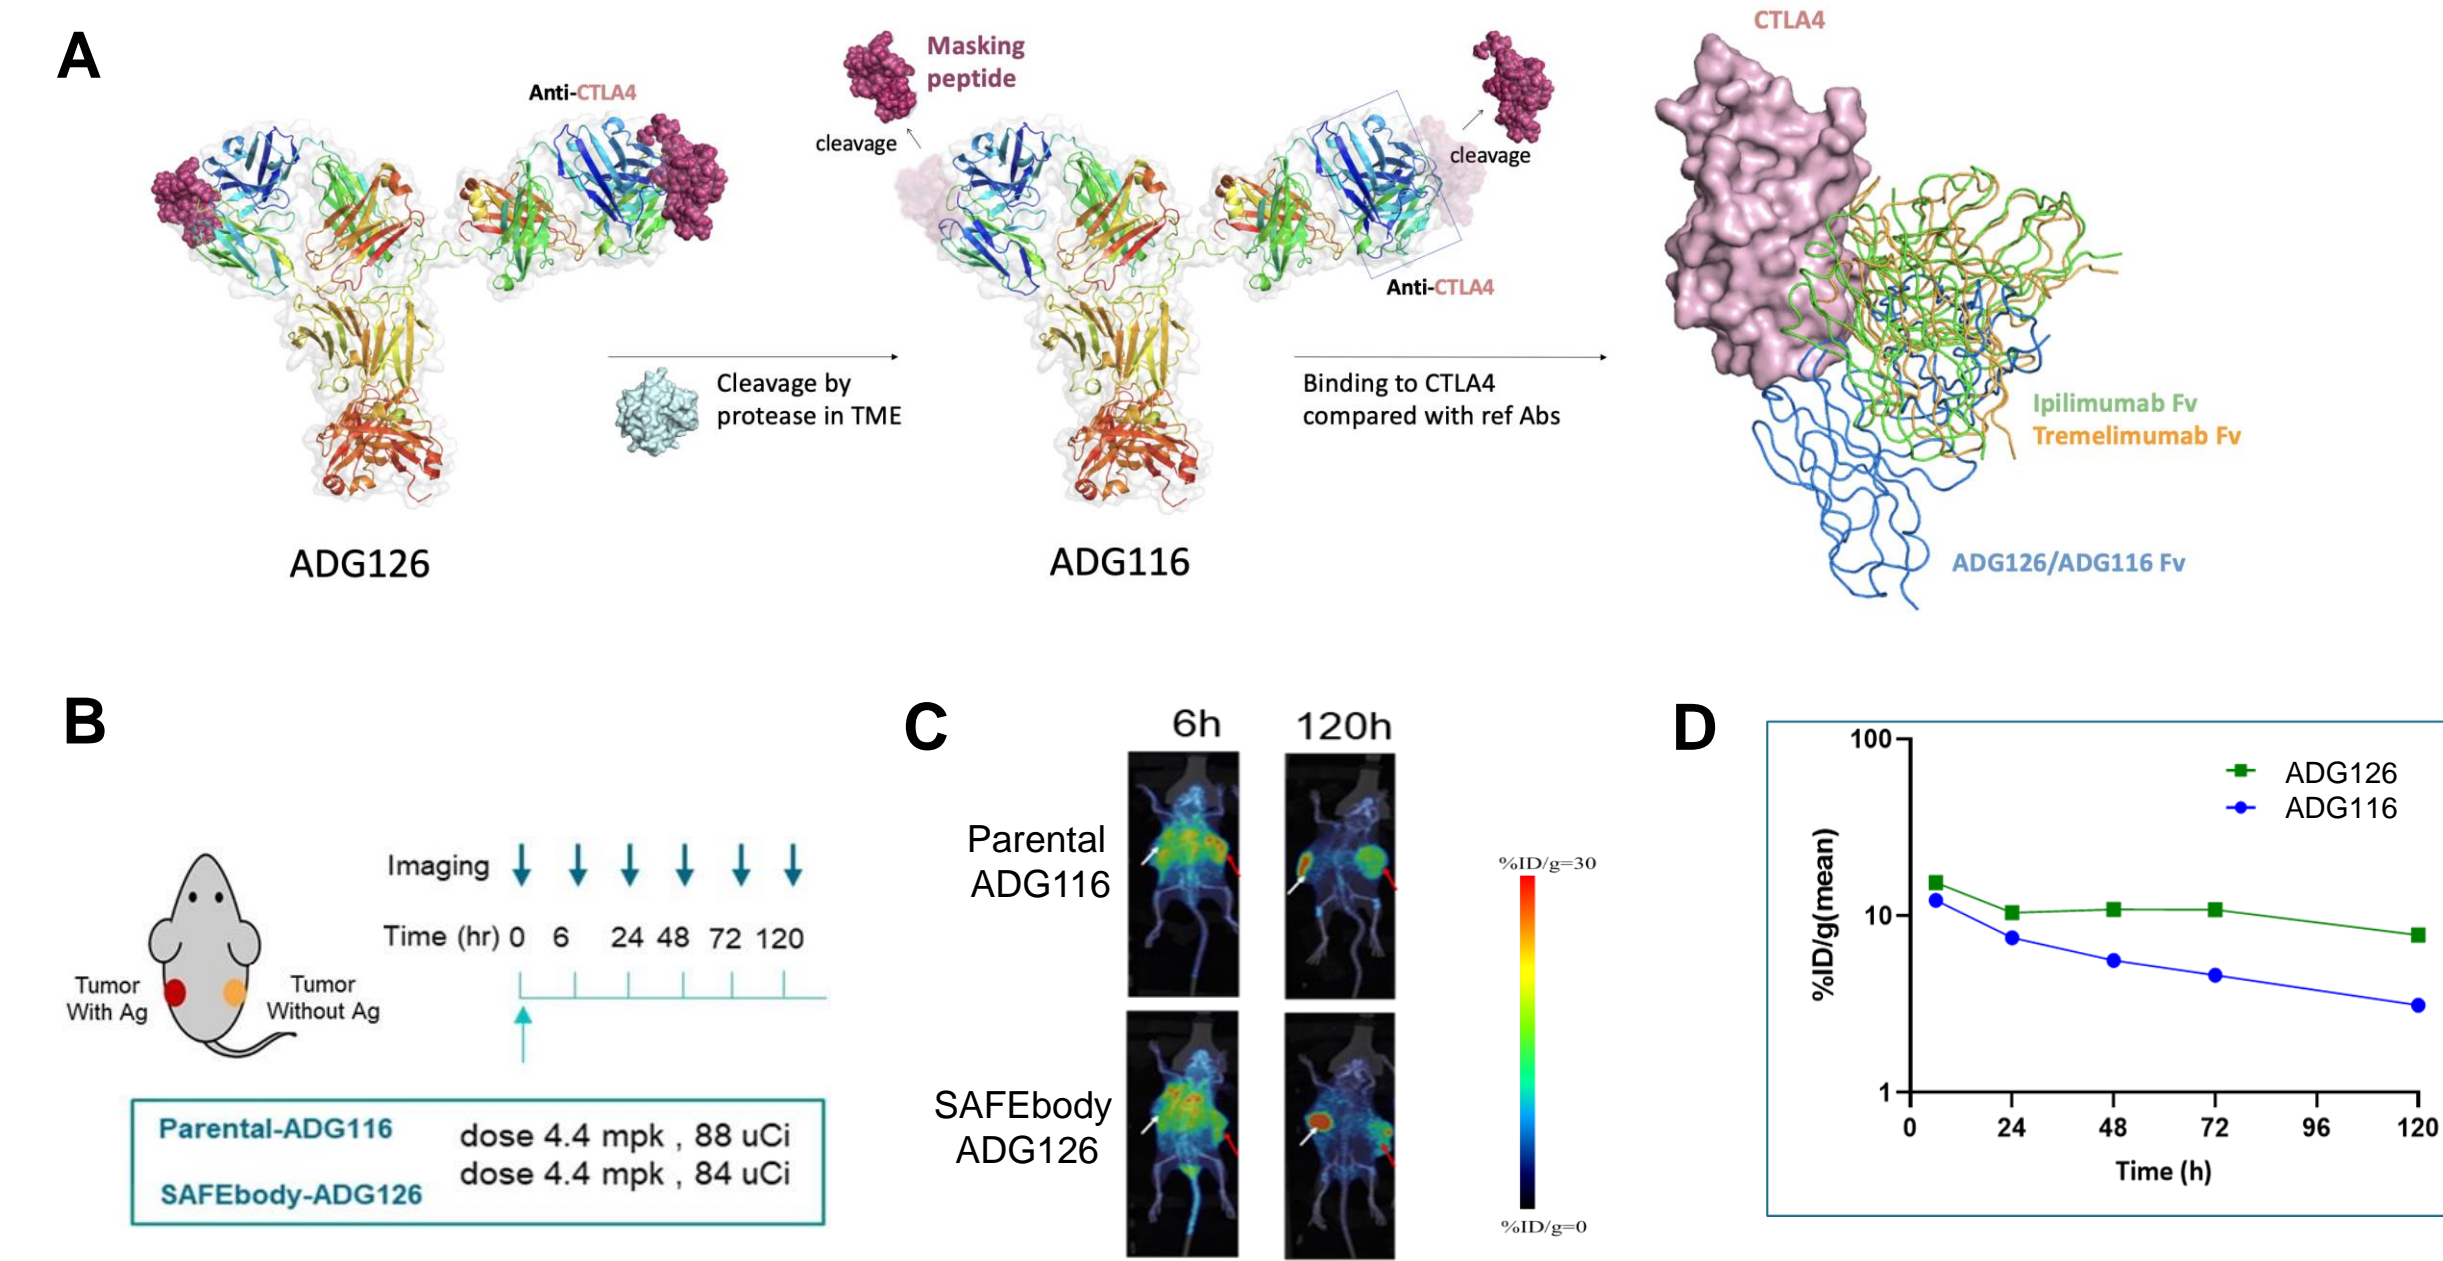 A
Masking
peptide
Anti-CTLA4
cleavage
cleavage
CTLA4
Anti-CTLA4
Cleavage by
protease in TME
Binding to CTLA4
compared with ref Abs
Ipilimumab Fv
Tremelimumab Fv
ADG126/ADG116 Fv
ADG126
ADG116
B
Imaging
Time (hr) 0 6 24 48 72 120
Tumor
With Ag
Tumor
Without Ag
Parental-ADG116
dose 4.4 mpk , 88 uCi
SAFEbody-ADG126
dose 4.4 mpk , 84 uCi
C
6h
120h
Parental
ADG116
SAFEbody
ADG126
%ID/g=30
%ID/g=0
D
100
10
1
%ID/g(mean)
ADG126
ADG116
0 24 48 72 96 120
Time (h)